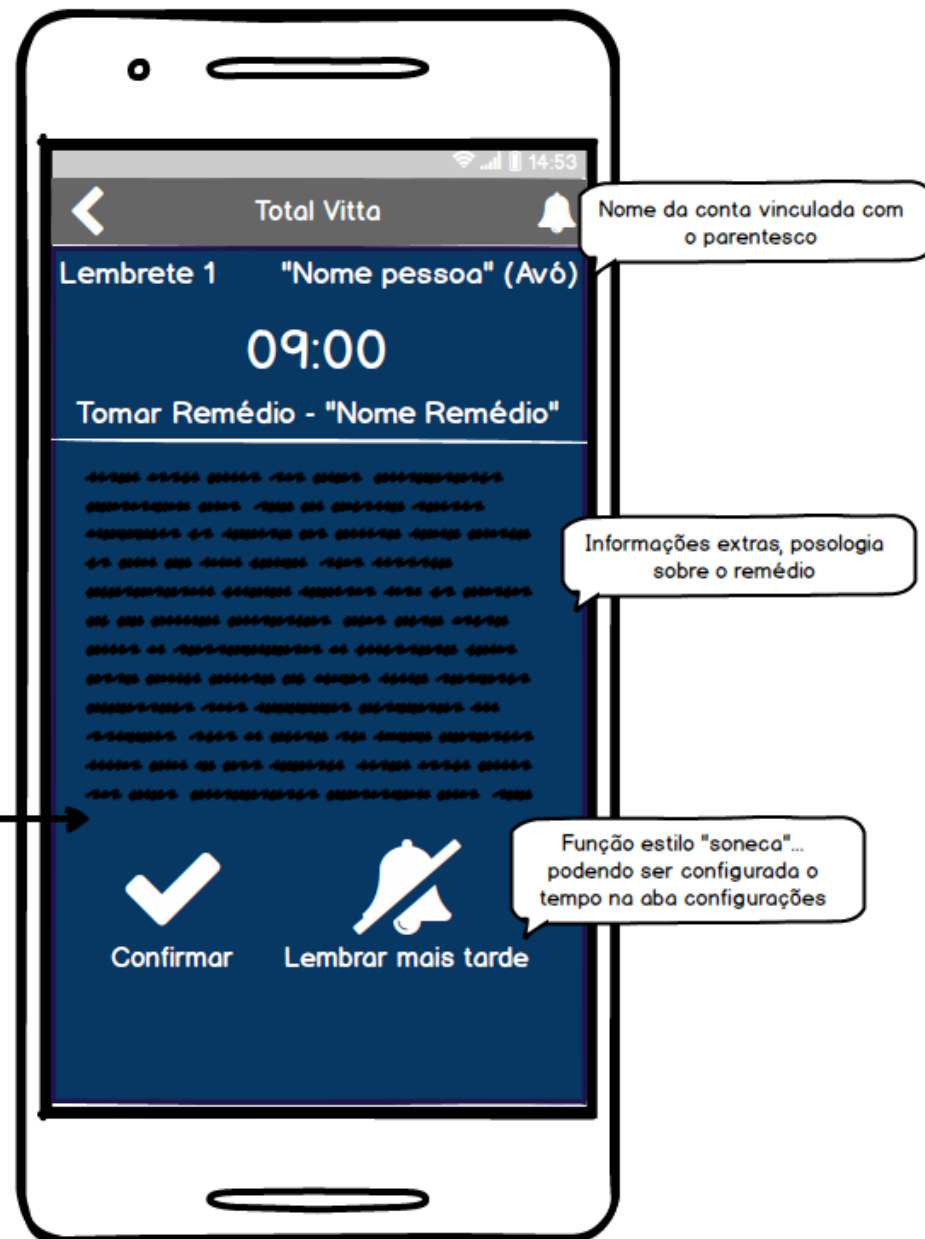 14:53
Total Vitta
Nome da conta vinculada com
o parentesco
Lembrete 1 "Nome pessoa" (Avó)
09:00
Tomar Remédio - "Nome Remédio"
Informações extras, posologia
sobre o remédio
Função estilo "soneca"...
podendo ser configurada o
tempo na aba configurações
Confirmar Lembrar mais tarde